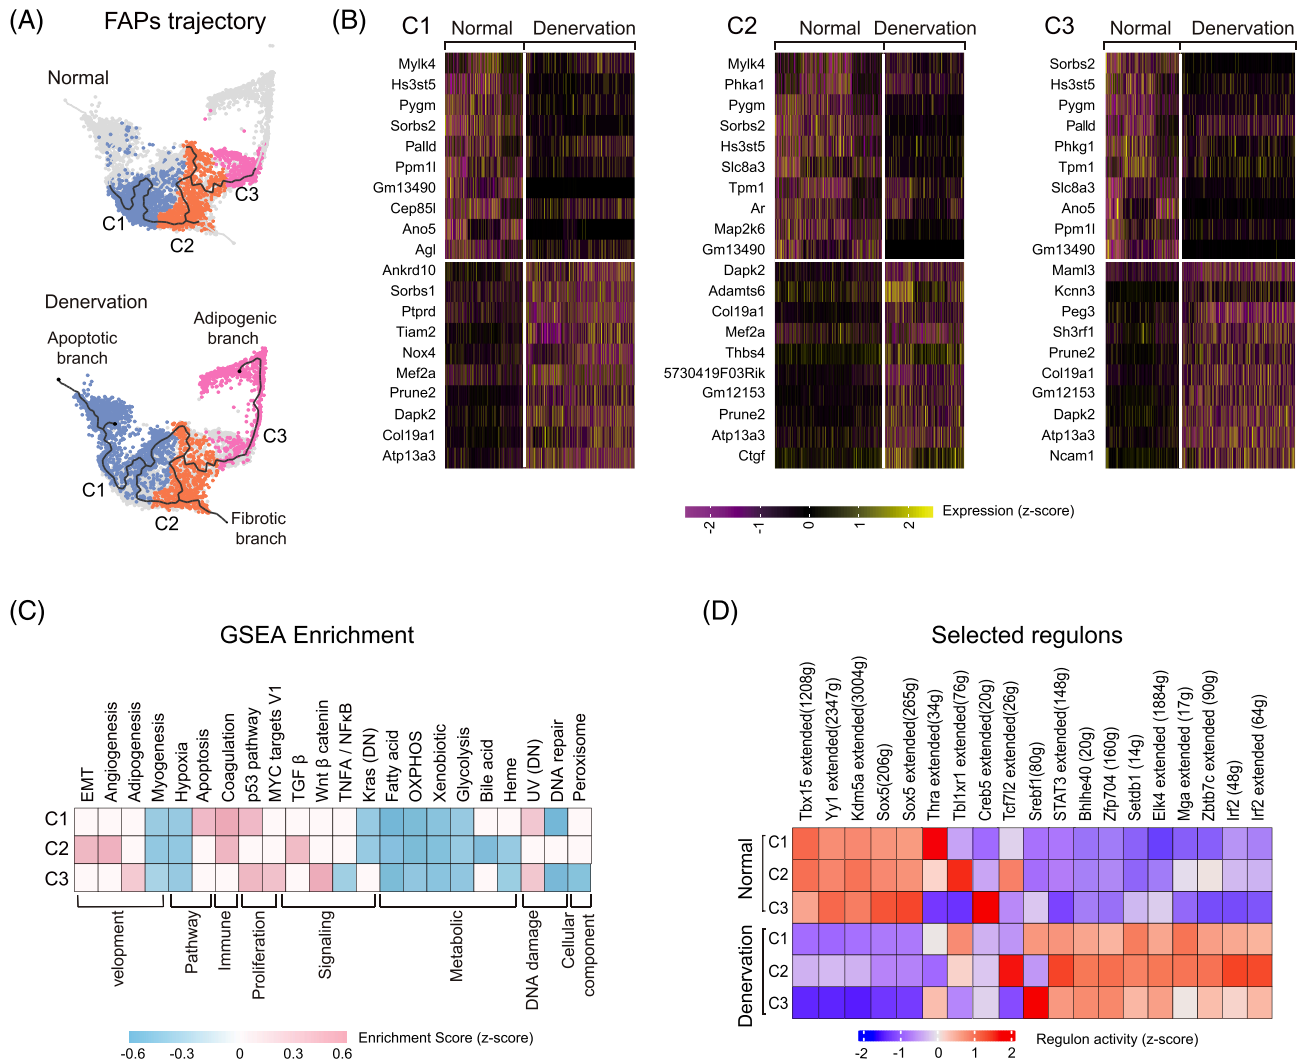 (A)
FAPs trajectory
Normal
C1
C2
C3
Denervation
Apoptotic
branch
Adipogenic
branch
C3
C1
C2
Fibrotic
branch
(B)
C1
Normal
Denervation
Mylk4
Hs3st5
Pygm
Sorbs2
Palld
Ppm1l
Gm13490
Cep85l
Ano5
Agl
Ankrd10
Sorbs1
Ptprd
Tiam2
Nox4
Mef2a
Prune2
Dapk2
Col19a1
Atp13a3
C2
Normal
Denervation
Mylk4
Phka1
Pygm
Sorbs2
Hs3st5
Slc8a3
Tpm1
Ar
Map2k6
Gm13490
Dapk2
Adamts6
Col19a1
Mef2a
Thbs4
5730419F03Rik
Gm12153
Prune2
Atp13a3
Ctgf
C3
Normal
Denervation
Sorbs2
Hs3st5
Pygm
Palld
Phkg1
Tpm1
Slc8a3
Ano5
Ppm1l
Gm13490
Maml3
Kcnn3
Peg3
Sh3rf1
Prune2
Col19a1
Gm12153
Dapk2
Atp13a3
Ncam1
-2 -1 0 1 2
Expression (z-score)
(C)
GSEA Enrichment
EMT
Angiogenesis
Adipogenesis
Myogenesis
Hypoxia
Apoptosis
Coagulation
p53 pathway
MYC targets V1
TGF β
Wnt β catenin
TNFA / NFκB
Kras (DN)
Fatty acid
OXPHOS
Xenobiotic
Glycolysis
Bile acid
Heme
UV (DN)
DNA repair
Peroxisome
C1
C2
C3
velopment
Pathway
Immune
Proliferation
Signaling
Metabolic
DNA damage
Cellular
component
-0.6 -0.3 0 0.3 0.6
Enrichment Score (z-score)
(D)
Selected regulons
Tbx15 extended(1208g)
Yy1 extended(2347g)
Kdm5a extended(3004g)
Sox5(206g)
Sox5 extended(265g)
Thra extended(34g)
Tbl1xr1 extended(76g)
Creb5 extended(20g)
Tcf7l2 extended(26g)
Srebf1(80g)
STAT3 extended(148g)
Bhlhe40 (20g)
Zfp704 (160g)
Setdb1 (14g)
Elk4 extended (1884g)
Mga extended (17g)
Zbtb7c extended (90g)
Irf2 (48g)
Irf2 extended (64g)
Normal
C1
C2
C3
Denervation
C1
C2
C3
-2 -1 0 1 2
Regulon activity (z-score)